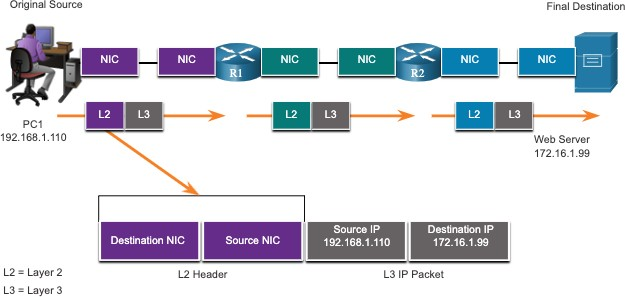 Original Source
Final Destination
NIC
NIC
NIC
NIC
NIC
NIC
R1
R2
L2
L3
L2
L3
L2
L3
PC1
192.168.1.110
Web Server
172.16.1.99
Destination NIC
Source NIC
Source IP
192.168.1.110
Destination IP
172.16.1.99
L2 Header
L3 IP Packet
L2 = Layer 2
L3 = Layer 3